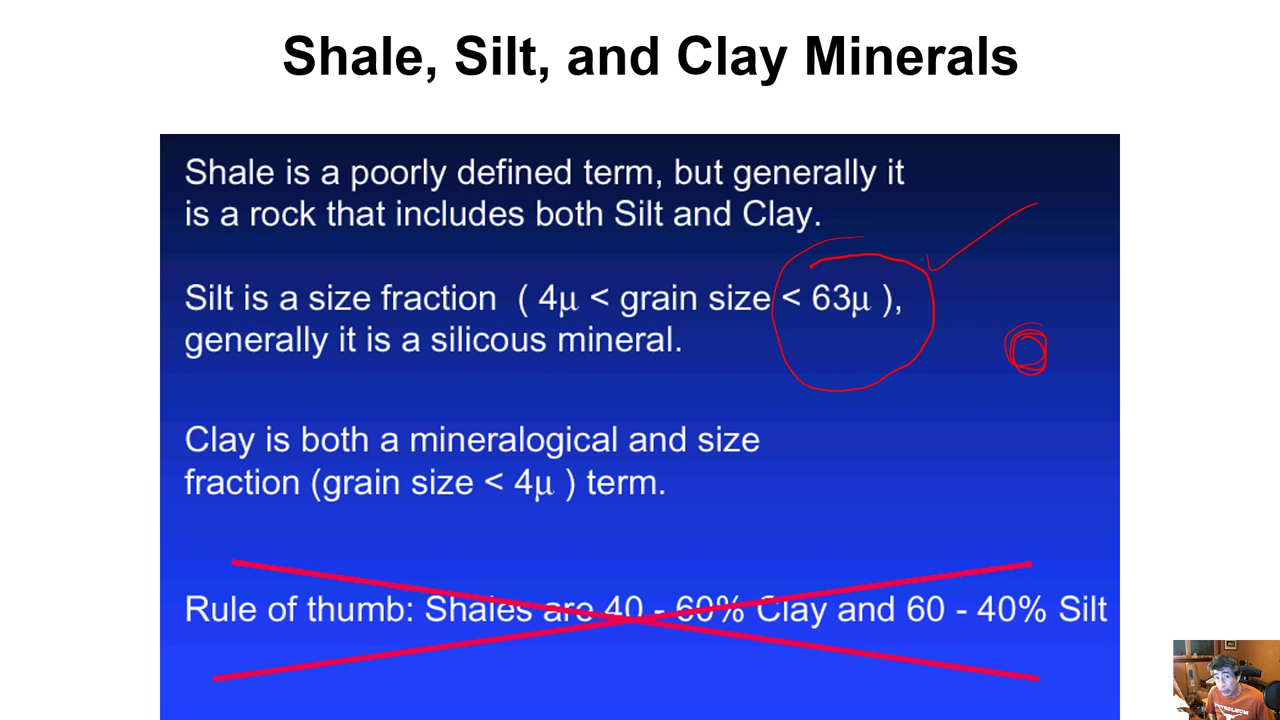 Shale, Silt, and Clay Minerals
Shale is a poorly defined term, but generally it
is a rock that includes both Silt and Clay.
Silt is a size fraction ( 4μ < grain size < 63μ ),
generally it is a silicous mineral.
Clay is both a mineralogical and size
fraction (grain size < 4μ ) term.
Rule of thumb: Shales are 40 - 60% Clay and 60 - 40% Silt
PETROLEUM